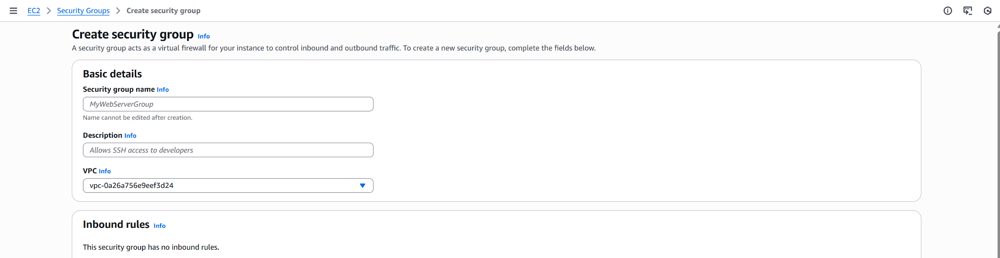 EC2 > Security Groups > Create security group
Create security group Info
A security group acts as a virtual firewall for your instance to control inbound and outbound traffic. To create a new security group, complete the fields below.
Basic details
Security group name Info
MyWebServerGroup
Name cannot be edited after creation.
Description Info
Allows SSH access to developers
VPC Info
vpc-0a26a756e9eef3d24
Inbound rules Info
This security group has no inbound rules.